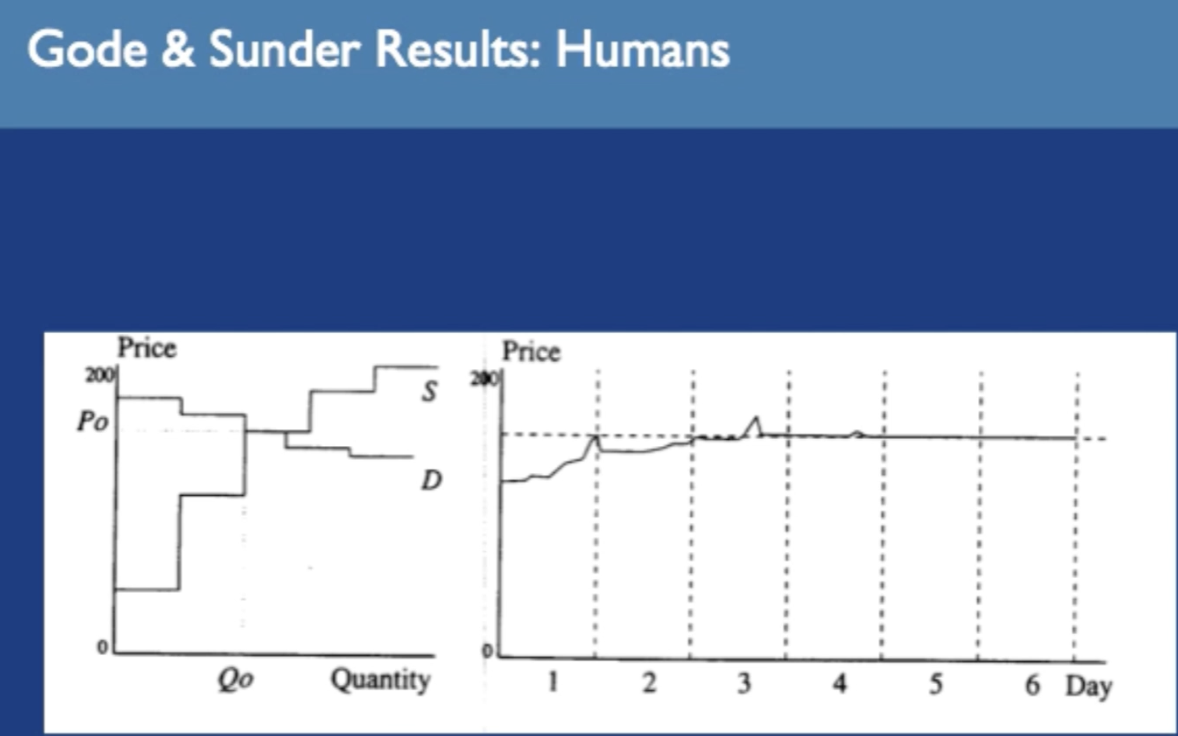 Gode & Sunder Results: Humans
Price
200
Po
S
D
0
Qo Quantity
Price
200
0
1 2 3 4 5 6 Day